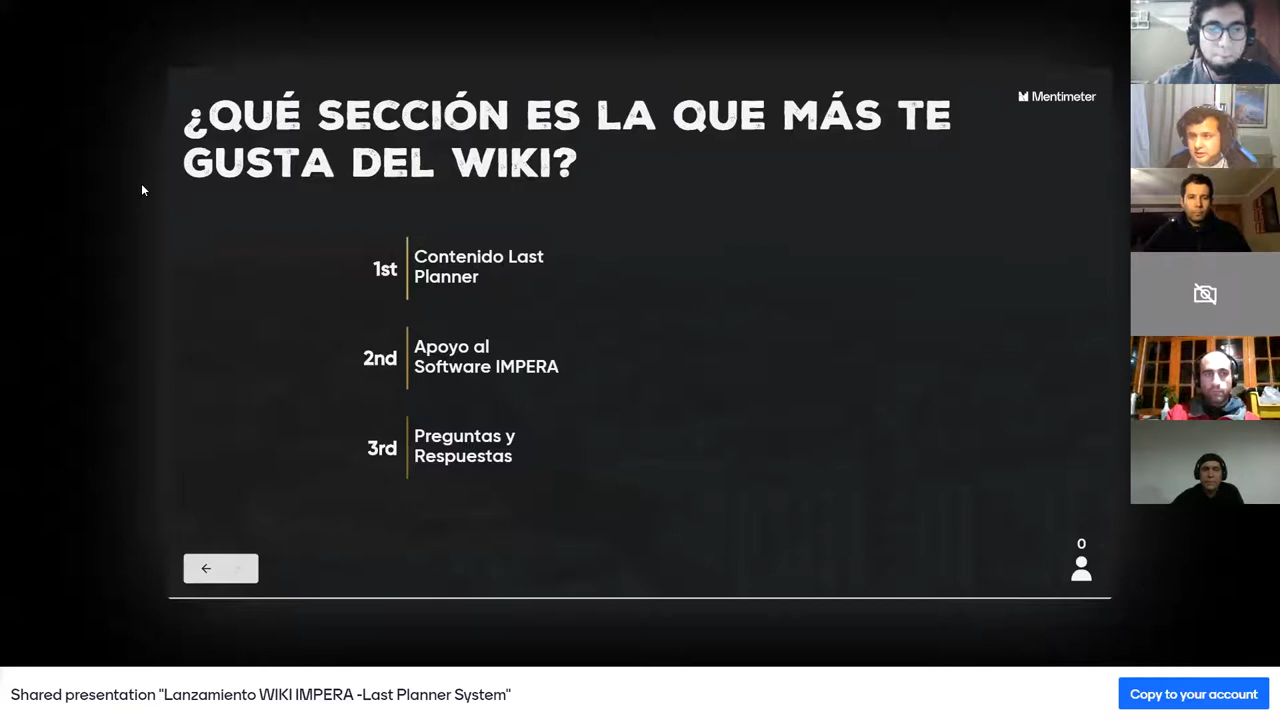 ¿QUÉ SECCIÓN ES LA QUE MÁS TE
GUSTA DEL WIKI?
Mentimeter
1st
Contenido Last
Planner
2nd
Apoyo al
Software IMPERA
3rd
Preguntas y
Respuestas
0
Shared presentation "Lanzamiento WIKI IMPERA -Last Planner System"
Copy to your account